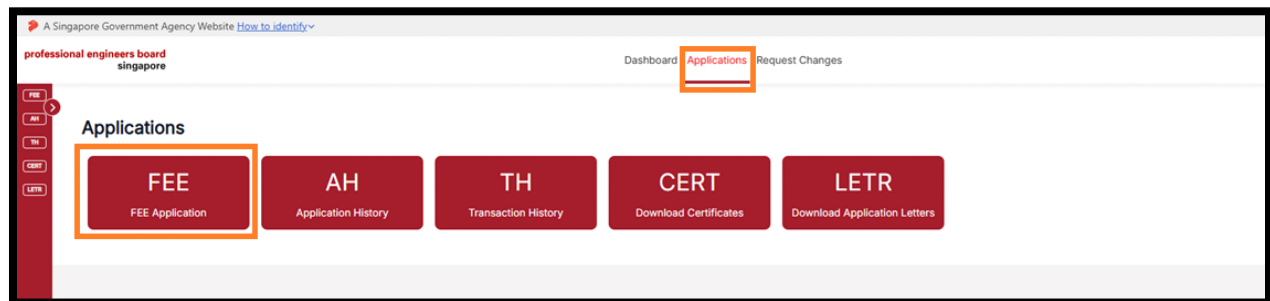 A Singapore Government Agency Website How to identify
professional engineers board
singapore
Dashboard Applications Request Changes
FEE
AH
TH
CERT
LETR
Applications
FEE AH TH CERT LETR
FEE Application Application History Transaction History Download Certificates Download Application Letters